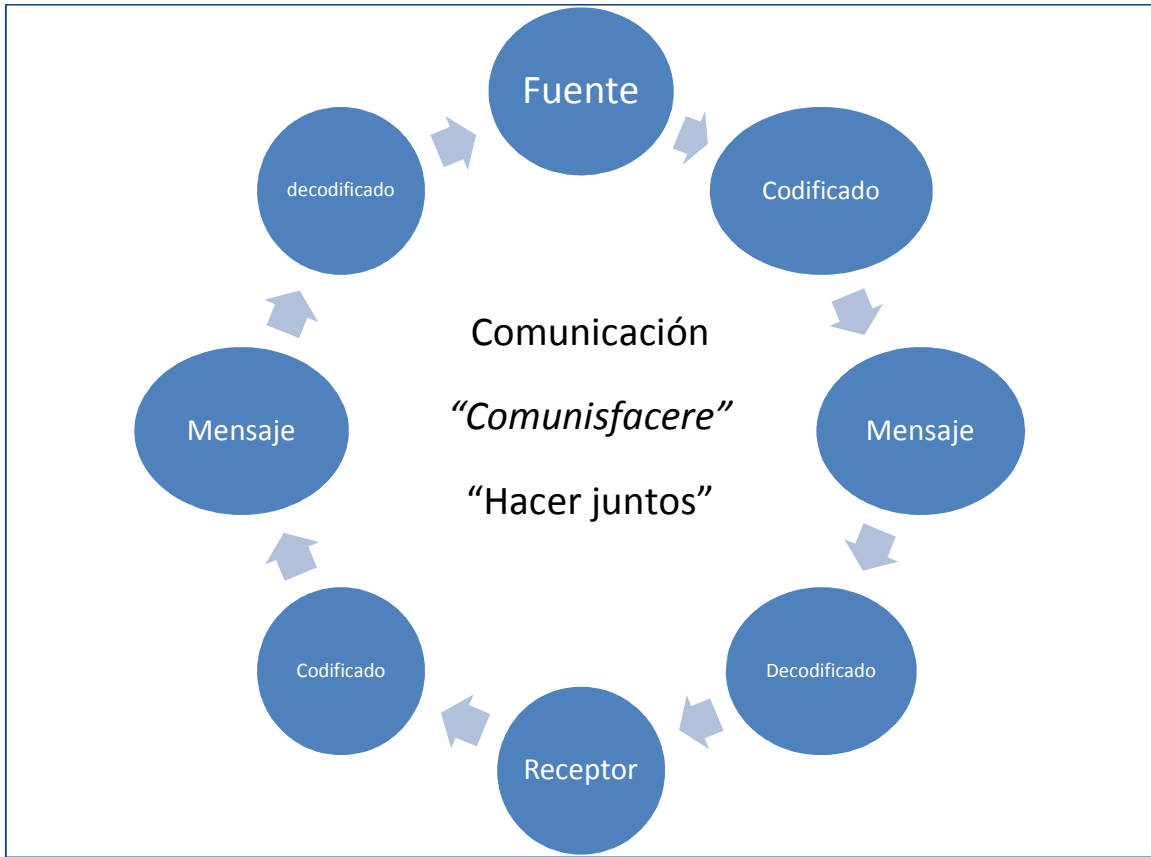 Fuente
Codificado
Mensaje
Decodificado
Receptor
Codificado
Mensaje
decodificado
Comunicación
“Comunisfacere”
“Hacer juntos”